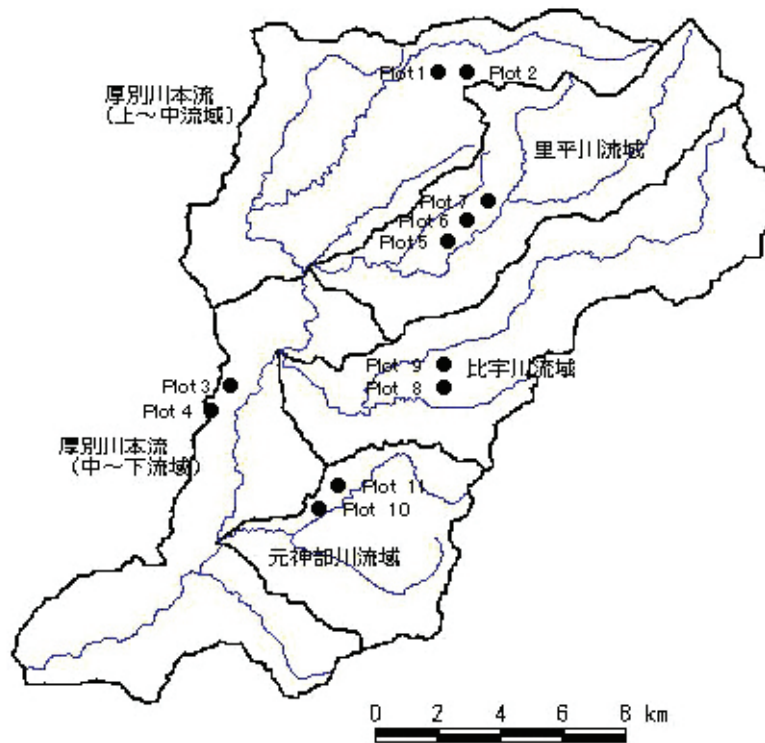 Plot 1
Plot 2
厚別川本流
（上～中流域）
里平川流域
Plot 7
Plot 6
Plot 5
Plot 9
比宇川流域
Plot 8
Plot 3
Plot 4
厚別川本流
（中～下流域）
Plot 11
Plot 10
元神部川流域
0 2 4 6 8 km